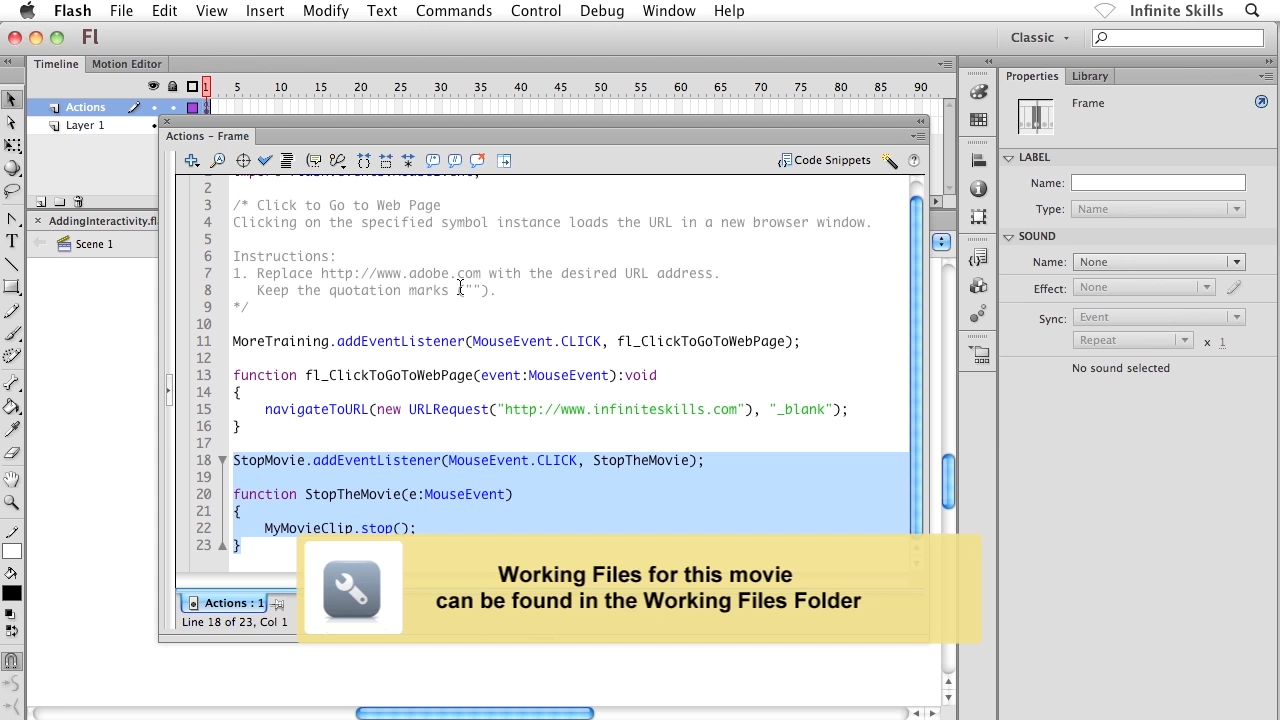 Flash File Edit View Insert Modify Text Commands Control Debug Window Help Infinite Skills
Fl Classic
Timeline Motion Editor Properties Library
1 5 10 15 20 25 30 35 40 45 50 55 60 65 70 75 80 85 90
Actions
Layer 1
Frame
Actions - Frame
Code Snippets
LABEL
Name:
Type: Name
AddingInteractivity.fla
Scene 1
SOUND
Name: None
Effect: None
Sync: Event
Repeat x 1
No sound selected
2
3 /* Click to Go to Web Page
4 Clicking on the specified symbol instance loads the URL in a new browser window.
5
6 Instructions:
7 1. Replace http://www.adobe.com with the desired URL address.
8 Keep the quotation marks ("").
9 */
10
11 MoreTraining.addEventListener(MouseEvent.CLICK, fl_ClickToGoToWebPage);
12
13 function fl_ClickToGoToWebPage(event:MouseEvent):void
14 {
15 navigateToURL(new URLRequest("http://www.infiniteskills.com"), "_blank");
16 }
17
18 StopMovie.addEventListener(MouseEvent.CLICK, StopTheMovie);
19
20 function StopTheMovie(e:MouseEvent)
21 {
22 MyMovieClip.stop();
23 }
Working Files for this movie
can be found in the Working Files Folder
Actions : 1
Line 18 of 23, Col 1